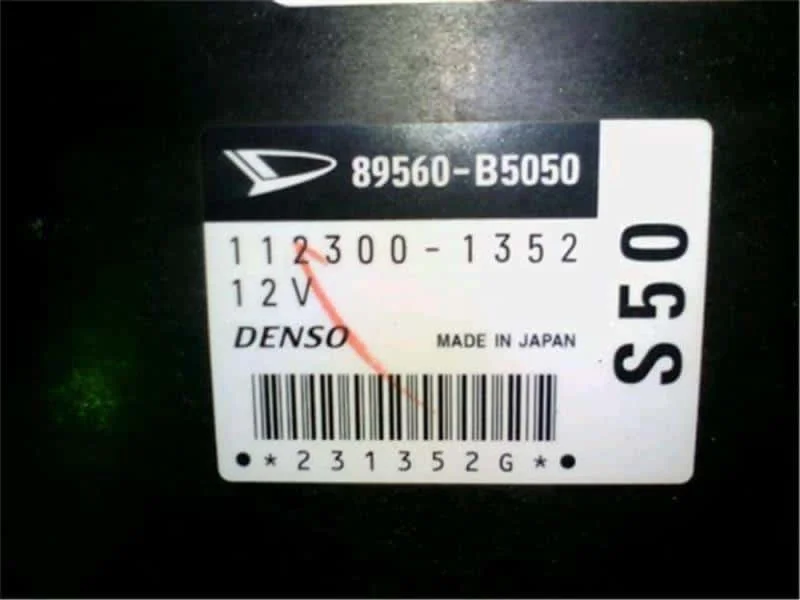 89560-B5050
112300-1352
12V
DENSO MADE IN JAPAN
*231352G*
S50